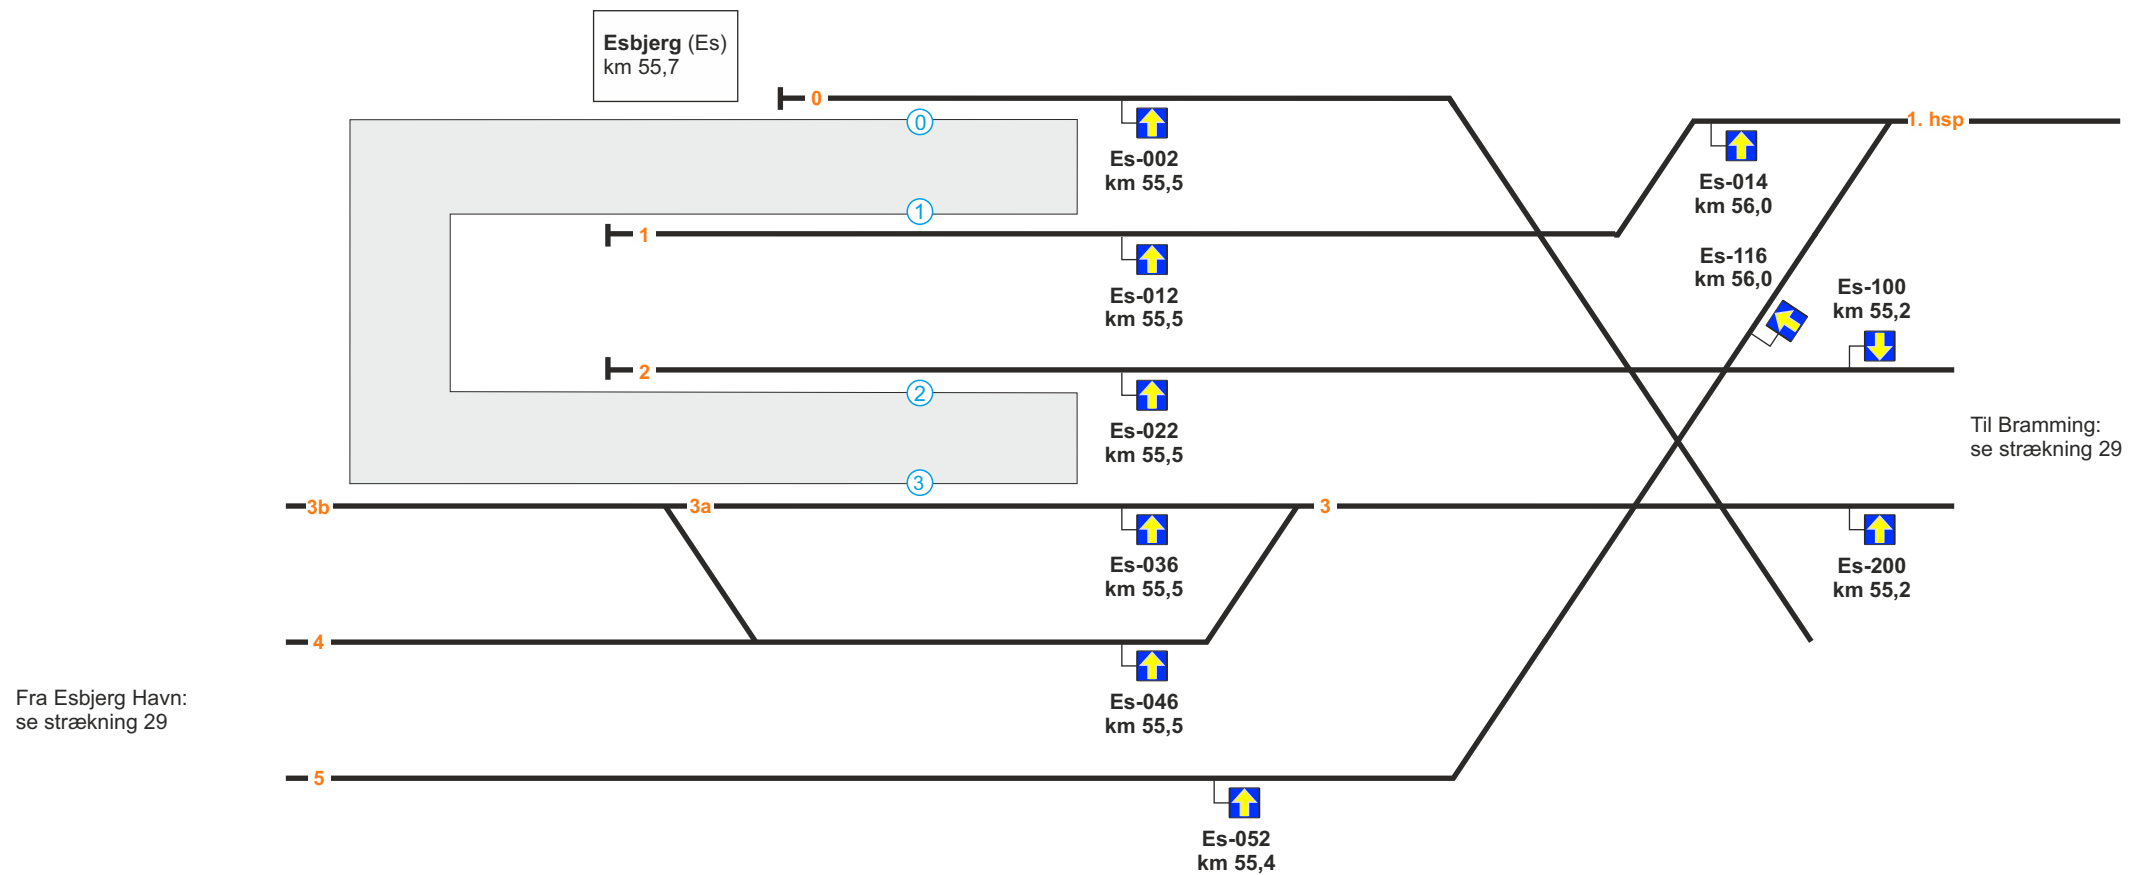 Esbjerg (Es)
km 55,7
0
0
1. hsp
Es-002
km 55,5
Es-014
km 56,0
1
1
Es-012
km 55,5
Es-116
km 56,0
Es-100
km 55,2
2
2
Es-022
km 55,5
Til Bramming:
se strækning 29
3
3b
3a
3
Es-036
km 55,5
Es-200
km 55,2
4
Es-046
km 55,5
Fra Esbjerg Havn:
se strækning 29
5
Es-052
km 55,4